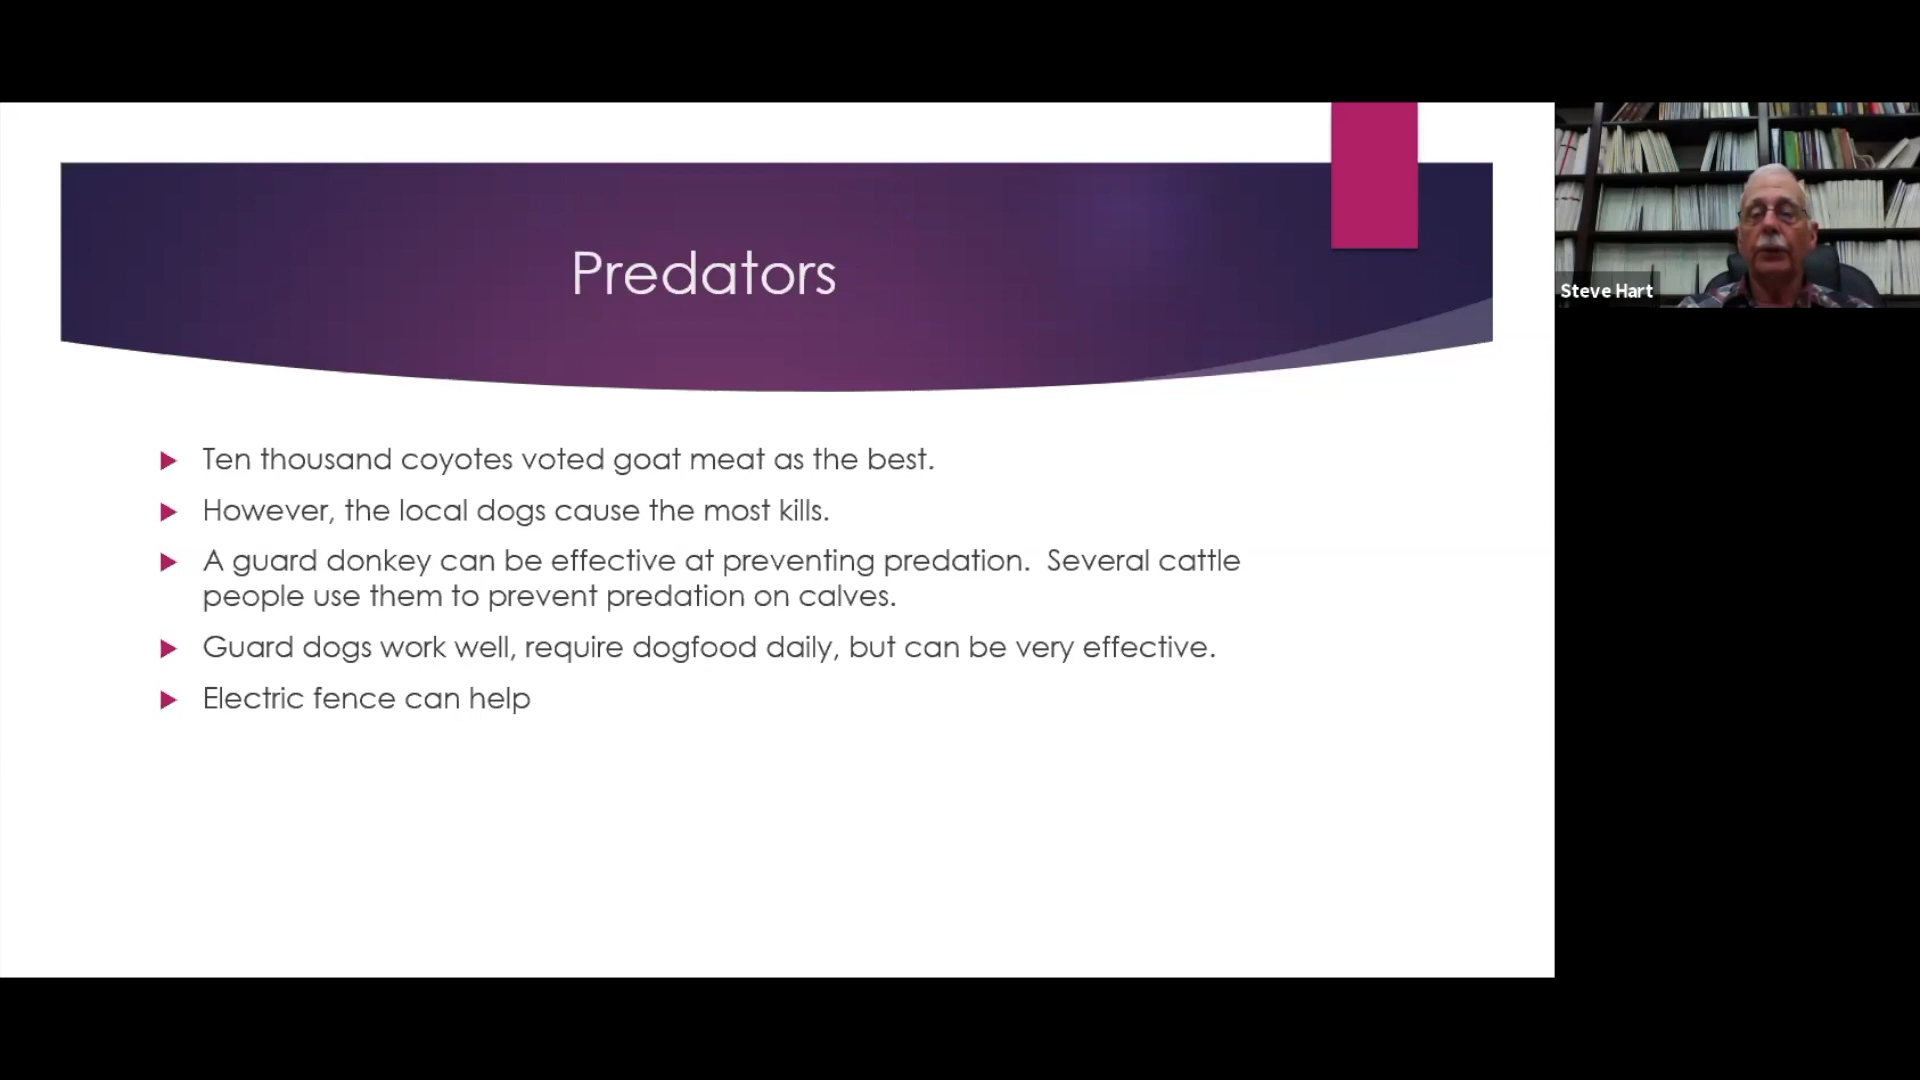 Predators
Steve Hart
Ten thousand coyotes voted goat meat as the best.
However, the local dogs cause the most kills.
A guard donkey can be effective at preventing predation.  Several cattle
people use them to prevent predation on calves.
Guard dogs work well, require dogfood daily, but can be very effective.
Electric fence can help